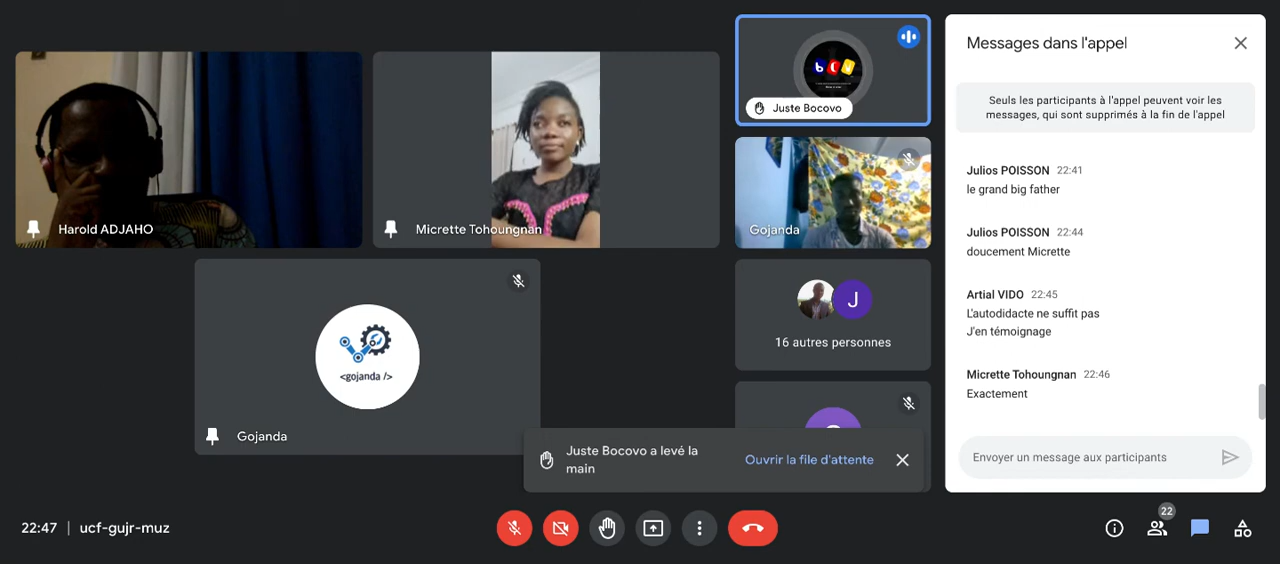 Harold ADJAHO
Micrette Tohoungnan
Juste Bocovo
Gojanda
<gojanda />
Gojanda
J
16 autres personnes
Juste Bocovo a levé la
main
Ouvrir la file d'attente
Messages dans l'appel
Seuls les participants à l'appel peuvent voir les
messages, qui sont supprimés à la fin de l'appel
Julios POISSON 22:41
le grand big father
Julios POISSON 22:44
doucement Micrette
Artial VIDO 22:45
L'autodidacte ne suffit pas
J'en témoignage
Micrette Tohoungnan 22:46
Exactement
Envoyer un message aux participants
22:47 | ucf-gujr-muz
22